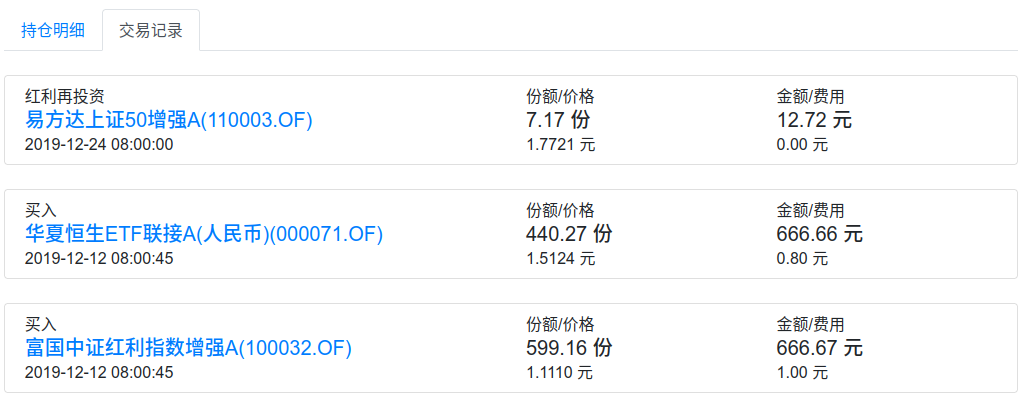 持仓明细 交易记录
红利再投资 份额/价格 金额/费用
易方达上证50增强A(110003.OF) 7.17 份 12.72 元
2019-12-24 08:00:00 1.7721 元 0.00 元
买入 份额/价格 金额/费用
华夏恒生ETF联接A(人民币)(000071.OF) 440.27 份 666.66 元
2019-12-12 08:00:45 1.5124 元 0.80 元
买入 份额/价格 金额/费用
富国中证红利指数增强A(100032.OF) 599.16 份 666.67 元
2019-12-12 08:00:45 1.1110 元 1.00 元